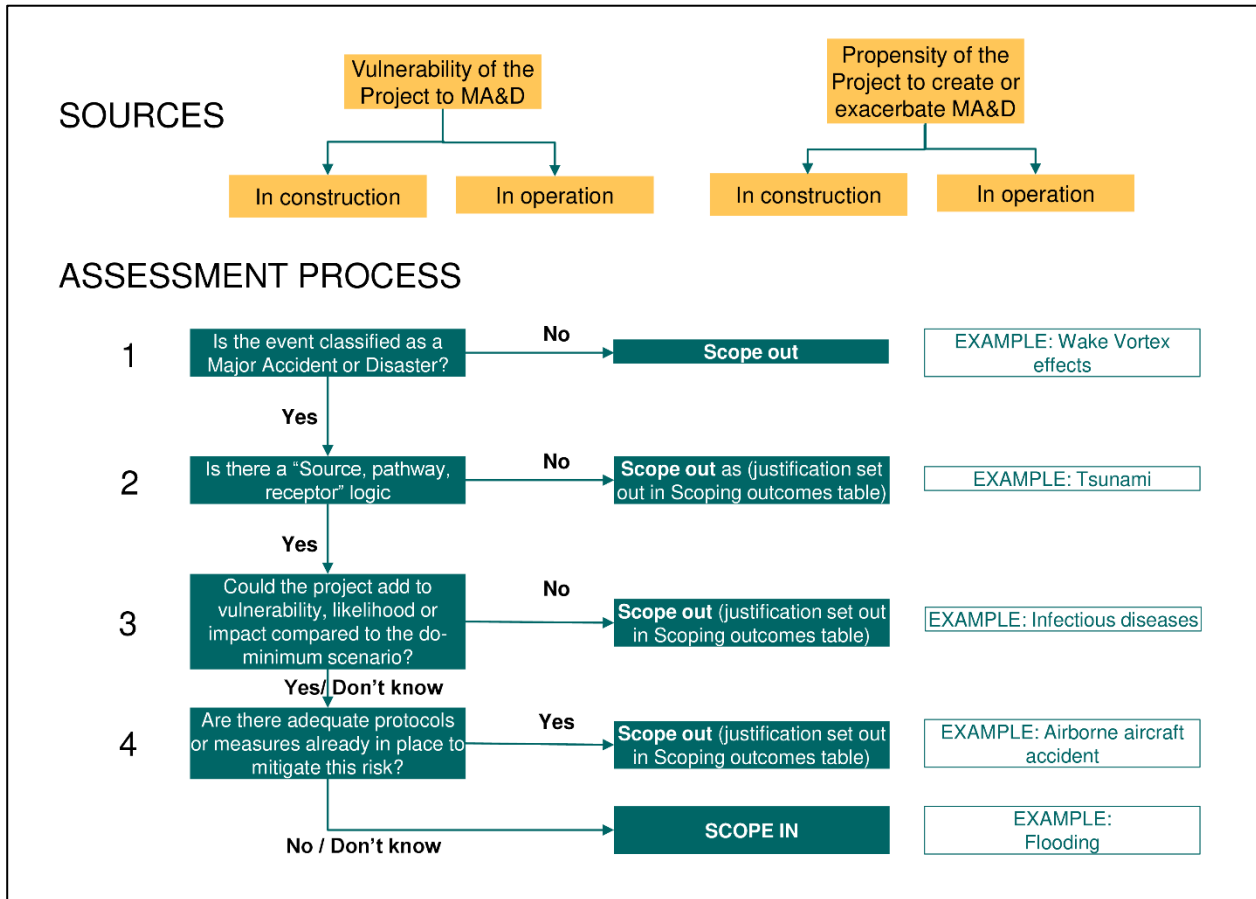 SOURCES
Vulnerability of the
Project to MA&D
Propensity of the
Project to create or
exacerbate MA&D
In construction
In operation
In construction
In operation
ASSESSMENT PROCESS
1
Is the event classified as a
Major Accident or Disaster?
No
Scope out
EXAMPLE: Wake Vortex
effects
Yes
2
Is there a “Source, pathway,
receptor” logic
No
Scope out as (justification set
out in Scoping outcomes table)
EXAMPLE: Tsunami
Yes
3
Could the project add to
vulnerability, likelihood or
impact compared to the do-
minimum scenario?
No
Scope out (justification set out
in Scoping outcomes table)
EXAMPLE: Infectious diseases
Yes/ Don’t know
4
Are there adequate protocols
or measures already in place to
mitigate this risk?
Yes
Scope out (justification set out
in Scoping outcomes table)
EXAMPLE: Airborne aircraft
accident
No / Don’t know
SCOPE IN
EXAMPLE:
Flooding